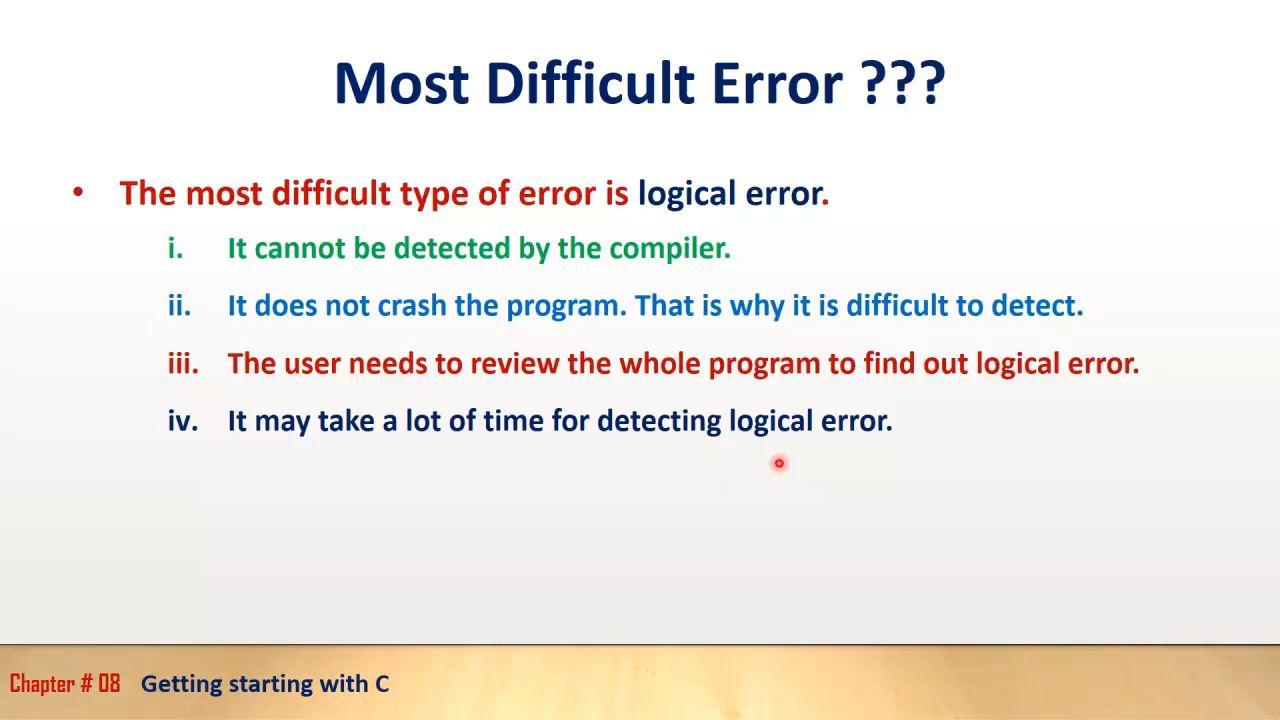 Most Difficult Error ???
• The most difficult type of error is logical error.
i. It cannot be detected by the compiler.
ii. It does not crash the program. That is why it is difficult to detect.
iii. The user needs to review the whole program to find out logical error.
iv. It may take a lot of time for detecting logical error.
Chapter # 08 Getting starting with C